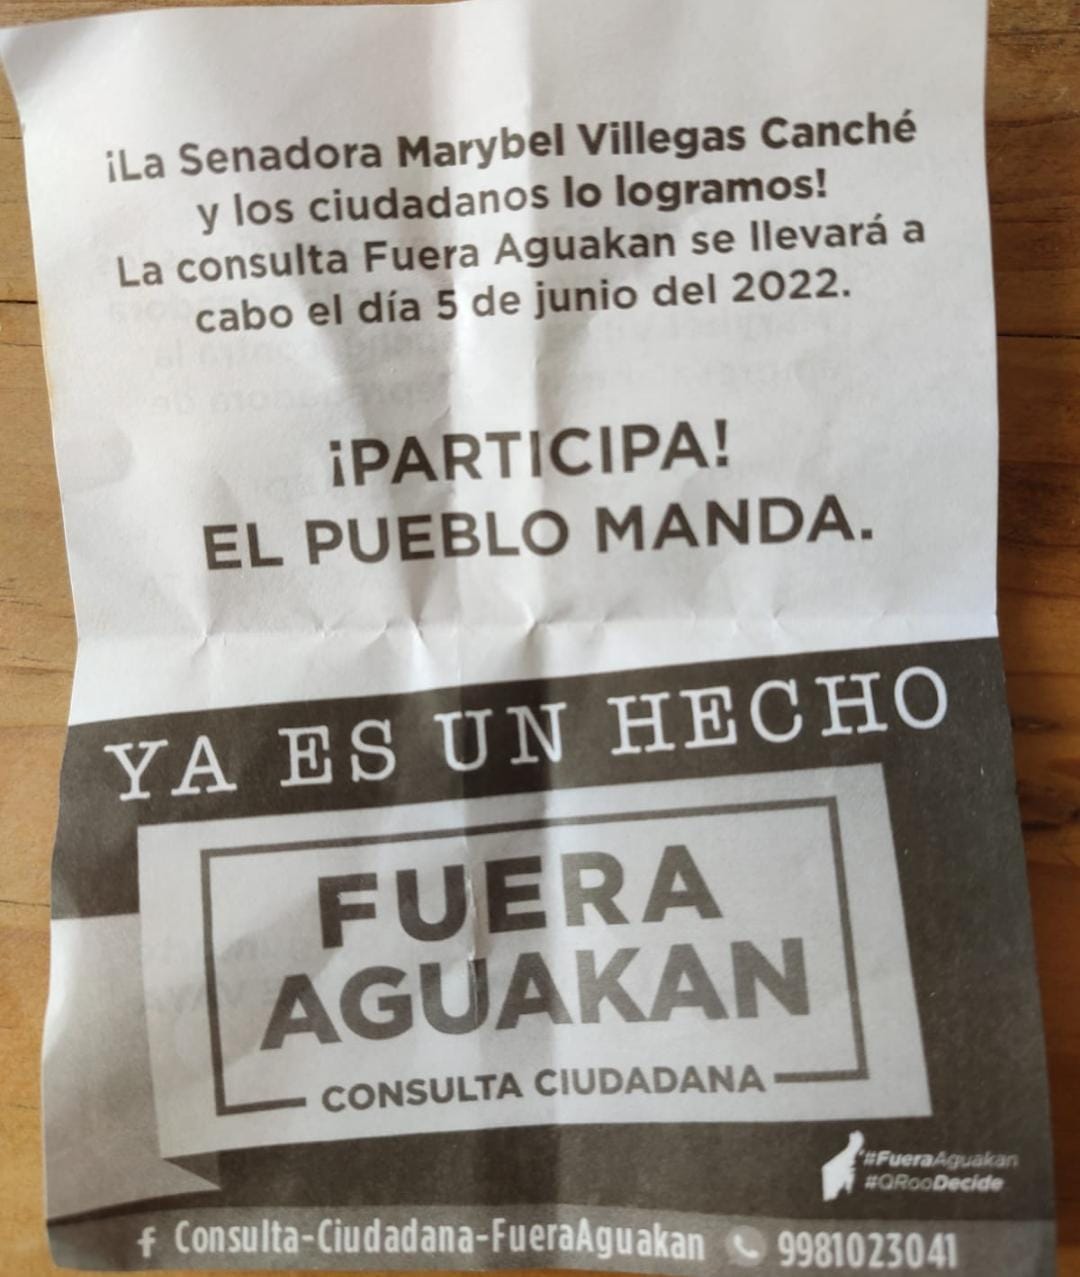 ¡La Senadora Marybel Villegas Canché
y los ciudadanos lo logramos!
La consulta Fuera Aguakan se llevará a
cabo el día 5 de junio del 2022.
¡PARTICIPA!
EL PUEBLO MANDA.
YA ES UN HECHO
FUERA
AGUAKAN
CONSULTA CIUDADANA
#FueraAguakan
#QRooDecide
f Consulta-Ciudadana-FueraAguakan 9981023041